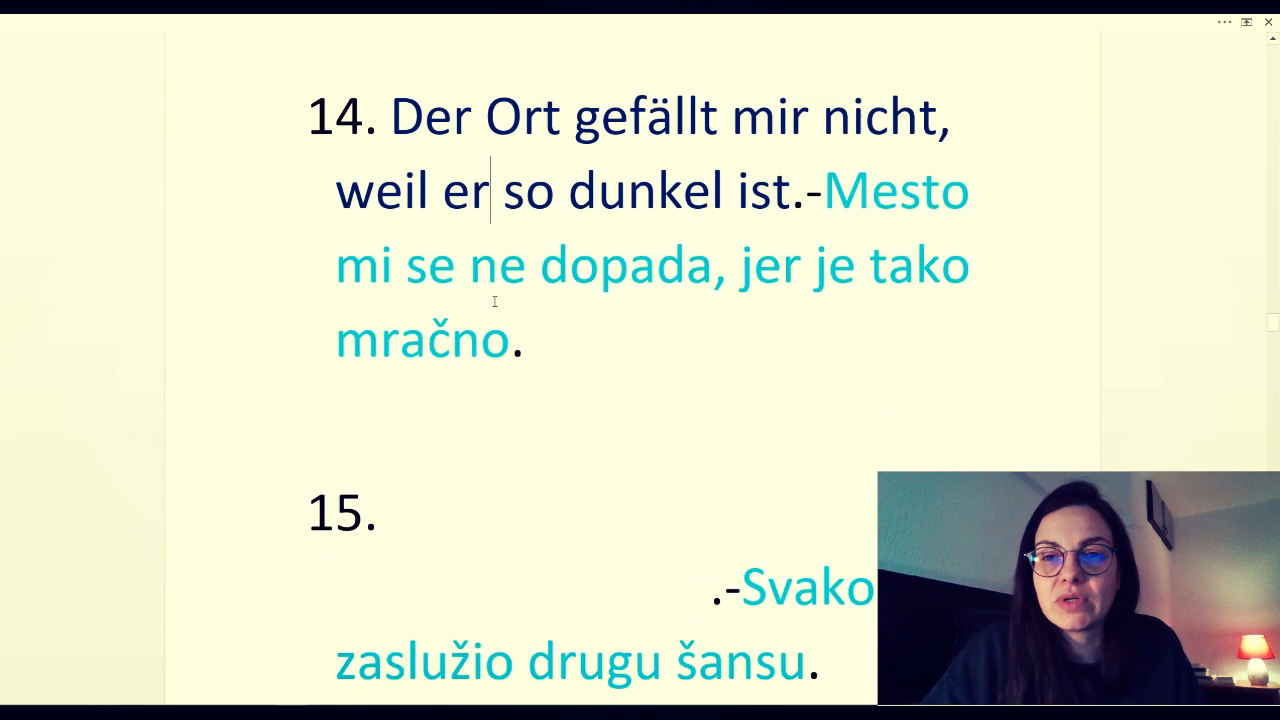 14. Der Ort gefällt mir nicht,
weil er so dunkel ist.-Mesto
mi se ne dopada, jer je tako
mračno.
15.
.-Svako
zaslužio drugu šansu.